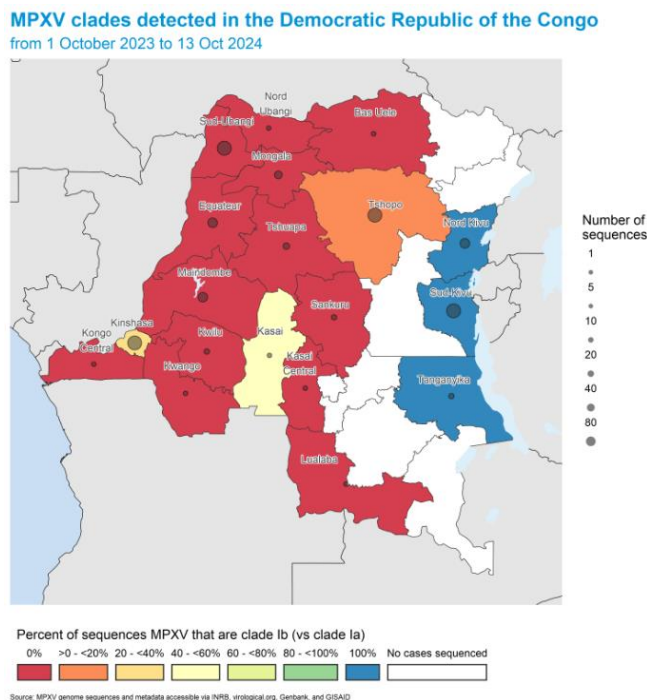 MPXV clades detected in the Democratic Republic of the Congo
from 1 October 2023 to 13 Oct 2024
Nord
Ubangi
Bas Uele
Sud-Ubangi
Mongala
Equateur
Tshopo
Nord Kivu
Tshuapa
Maindombe
Sud-Kivu
Sankuru
Kinshasa
Kongo
Central
Kwilu
Kasai
Kasai
Central
Kwango
Tanganyika
Lualaba
Number of
sequences
1
5
10
20
40
80
Percent of sequences MPXV that are clade Ib (vs clade Ia)
0% >0 - <20% 20 - <40% 40 - <60% 60 - <80% 80 - <100% 100% No cases sequenced
Source: MPXV genome sequences and metadata accessible via INRB, virological.org, Genbank, and GISAID